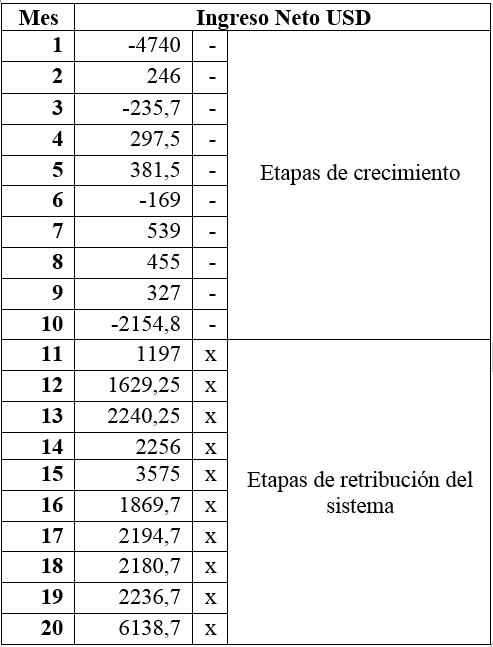 Mes Ingreso Neto USD
1 -4740 -
2 246 -
3 -235,7 -
4 297,5 -
5 381,5 -
Etapas de crecimiento
6 -169 -
7 539 -
8 455 -
9 327 -
10 -2154,8 -
11 1197 x
12 1629,25 x
13 2240,25 x
14 2256 x
15 3575 x
Etapas de retribución del
sistema
16 1869,7 x
17 2194,7 x
18 2180,7 x
19 2236,7 x
20 6138,7 x